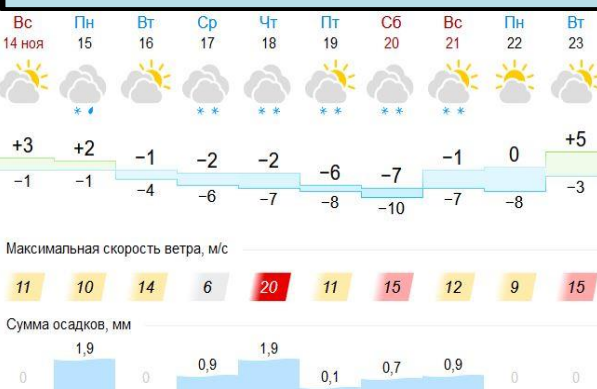 Вс Пн Вт Ср Чт Пт Сб Вс Пн Вт
14 ноя 15 16 17 18 19 20 21 22 23
+3 +2 −1 −2 −2 −6 −7 −1 0 +5
−1 −1 −4 −6 −7 −8 −10 −7 −8 −3
Максимальная скорость ветра, м/с
11 10 14 6 20 11 15 12 9 15
Сумма осадков, мм
0 1,9 0 0,9 1,9 0,1 0,7 0,9 0 0